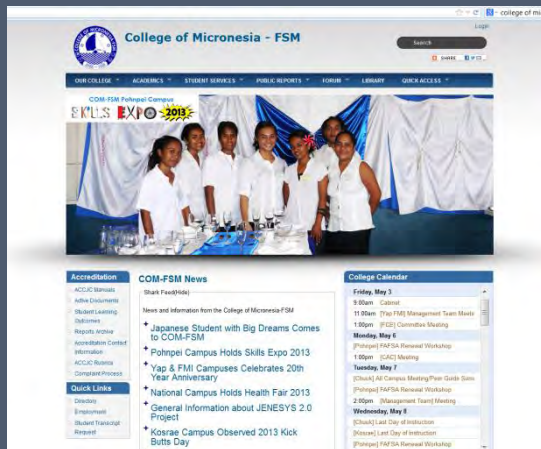 college of mi
Login
College of Micronesia - FSM
Search
SHARE
OUR COLLEGE
ACADEMICS
STUDENT SERVICES
PUBLIC REPORTS
FORUM
LIBRARY
QUICK ACCESS
COM-FSM Pohnpei Campus
SKILLS EXPO 2013
Accreditation
ACCJC Manuals
Active Documents
Student Learning
Outcomes
Reports Archive
Accreditation Contact
Information
ACCJC Rubrics
Complaint Process
Quick Links
Directory
Employment
Student Transcript
Request
COM-FSM News
Shark Feed(Hide)
News and Information from the College of Micronesia-FSM
Japanese Student with Big Dreams Comes
to COM-FSM
Pohnpei Campus Holds Skills Expo 2013
Yap & FMI Campuses Celebrates 20th
Year Anniversary
National Campus Holds Health Fair 2013
General Information about JENESYS 2.0
Project
Kosrae Campus Observed 2013 Kick
Butts Day
College Calendar
Friday, May 3
9:00am Cabinet
11:00am [Yap FMI] Management Team Meeti
1:00pm Committee Meeting
Monday, May 6
[Pohnpei] FAFSA Renewal Workshop
1:00pm [CAC] Meeting
Tuesday, May 7
[Chuuk] All Campus Meeting/Peer Guide
[Pohnpei] FAFSA Renewal Workshop
2:00pm [Management Team] Meeting
Wednesday, May 8
[Chuuk] Last Day of Instruction
[Kosrae] Last Day of Instruction
[Pohnpei] FAFSA Renewal Workshop